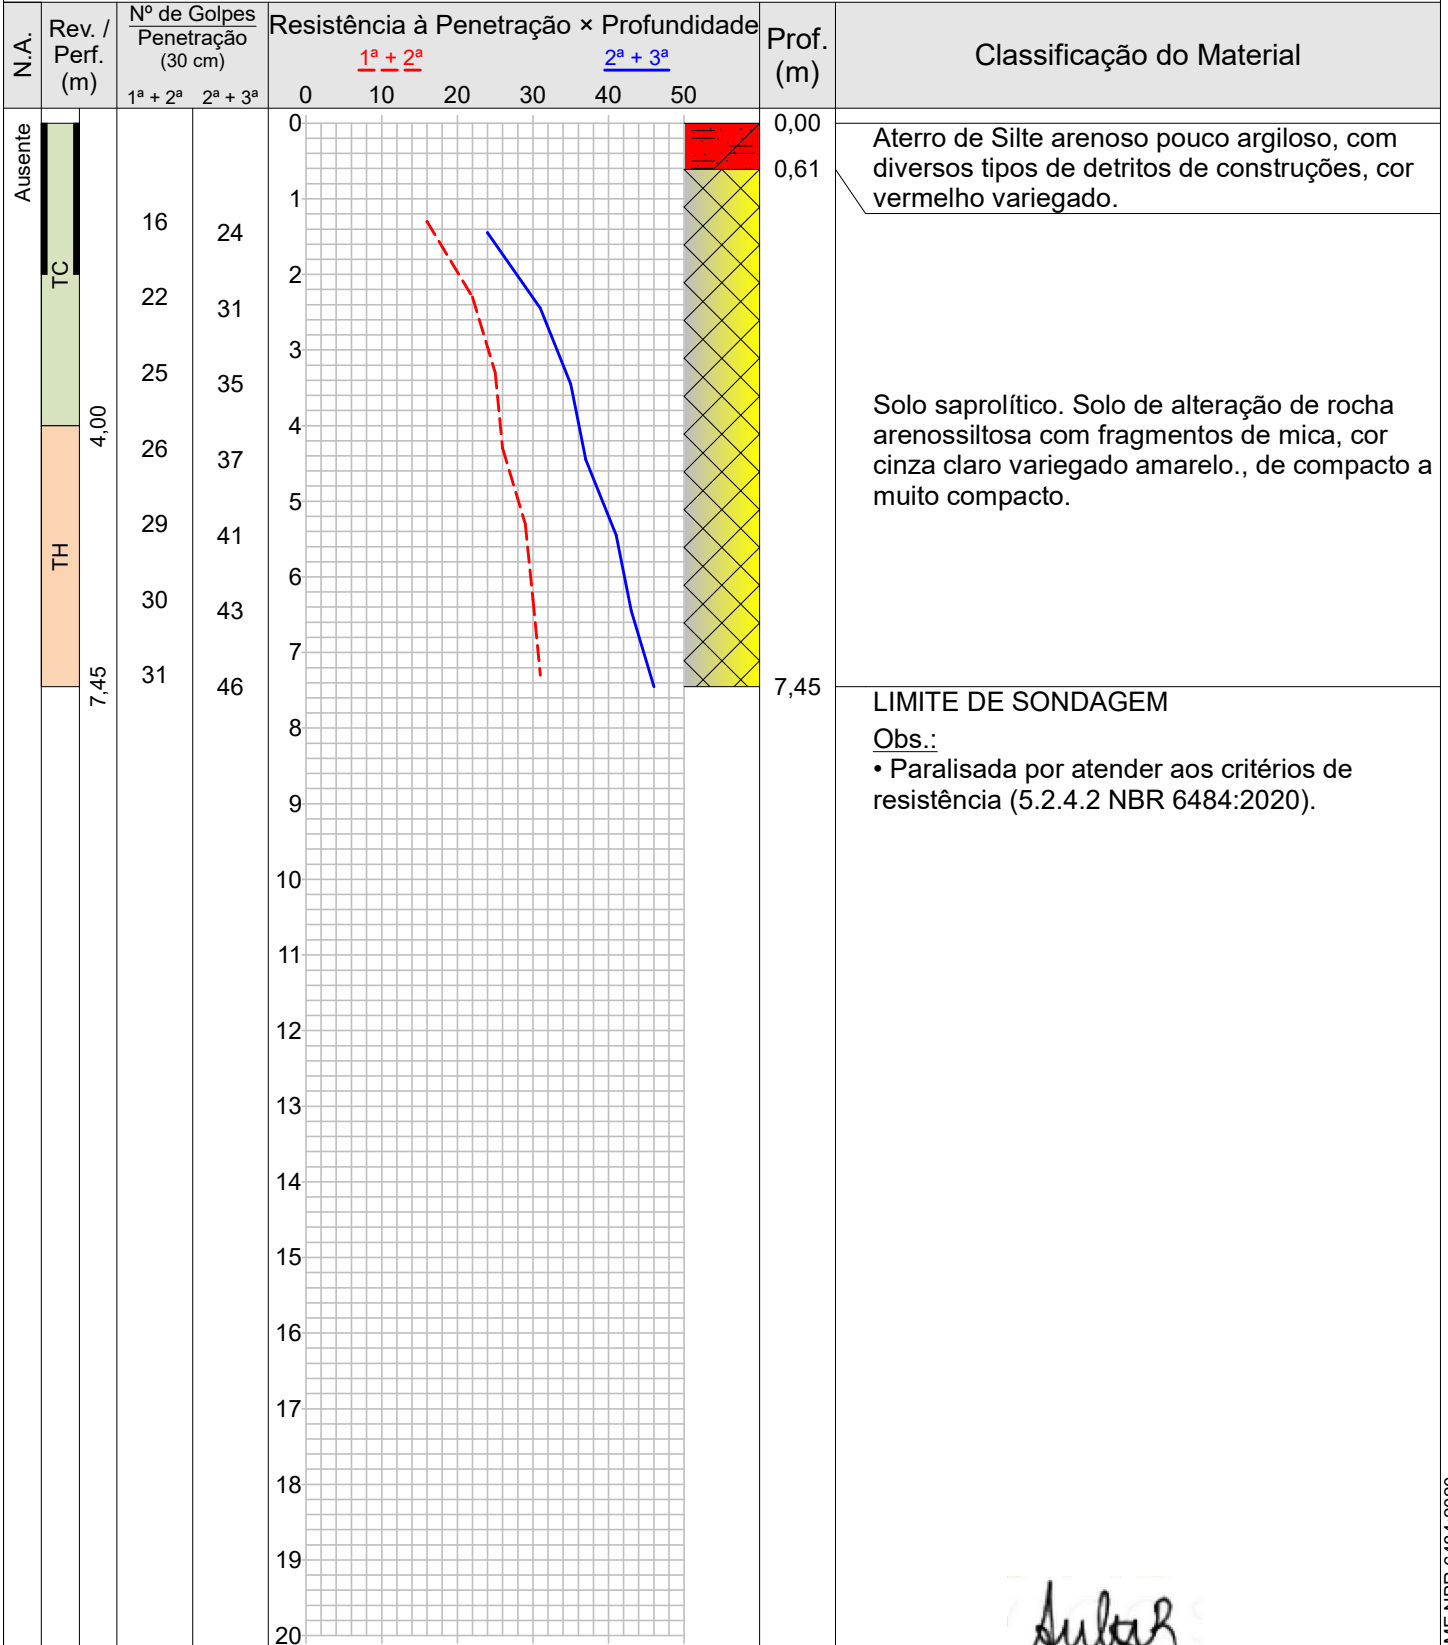 N.A.
Rev. /
Perf.
(m)
Nº de Golpes
Penetração
(30 cm)
1ª + 2ª 2ª + 3ª
Resistência à Penetração × Profundidade
1ª + 2ª 2ª + 3ª
0 10 20 30 40 50
Prof.
(m)
Classificação do Material
Ausente
TC
4,00
TH
7,45
16 24
22 31
25 35
26 37
29 41
30 43
31 46
0
1
2
3
4
5
6
7
8
9
10
11
12
13
14
15
16
17
18
19
20
0,00
0,61
7,45
Aterro de Silte arenoso pouco argiloso, com
diversos tipos de detritos de construções, cor
vermelho variegado.
Solo saprolítico. Solo de alteração de rocha
arenossiltosa com fragmentos de mica, cor
cinza claro variegado amarelo., de compacto a
muito compacto.
LIMITE DE SONDAGEM
Obs.:
• Paralisada por atender aos critérios de
resistência (5.2.4.2 NBR 6484:2020).